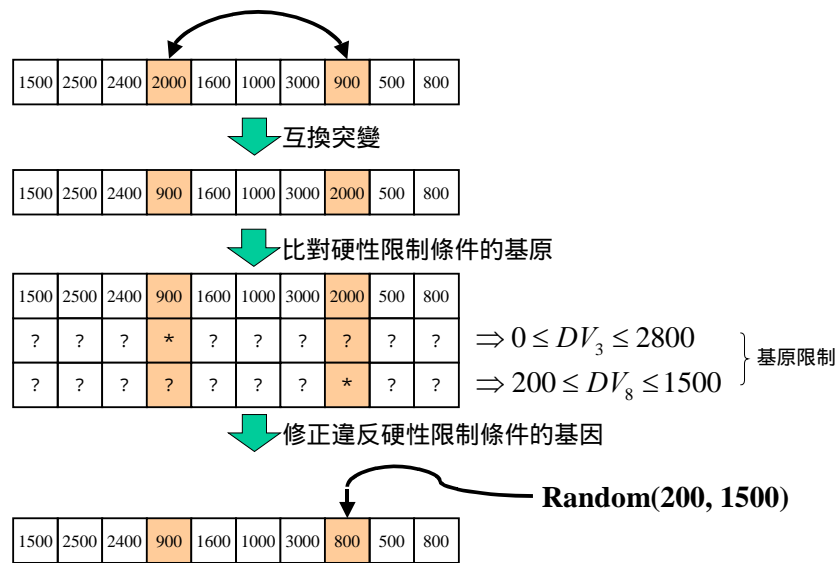 1500 2500 2400 2000 1600 1000 3000 900 500 800
互換突變
1500 2500 2400 900 1600 1000 3000 2000 500 800
比對硬性限制條件的基原
1500 2500 2400 900 1600 1000 3000 2000 500 800
? ? ? * ? ? ? ? ? ? ⇒ 0 ≤ DV₃ ≤ 2800
基原限制
? ? ? ? ? ? ? * ? ? ⇒ 200 ≤ DV₈ ≤ 1500
修正違反硬性限制條件的基因
Random(200, 1500)
1500 2500 2400 900 1600 1000 3000 800 500 800